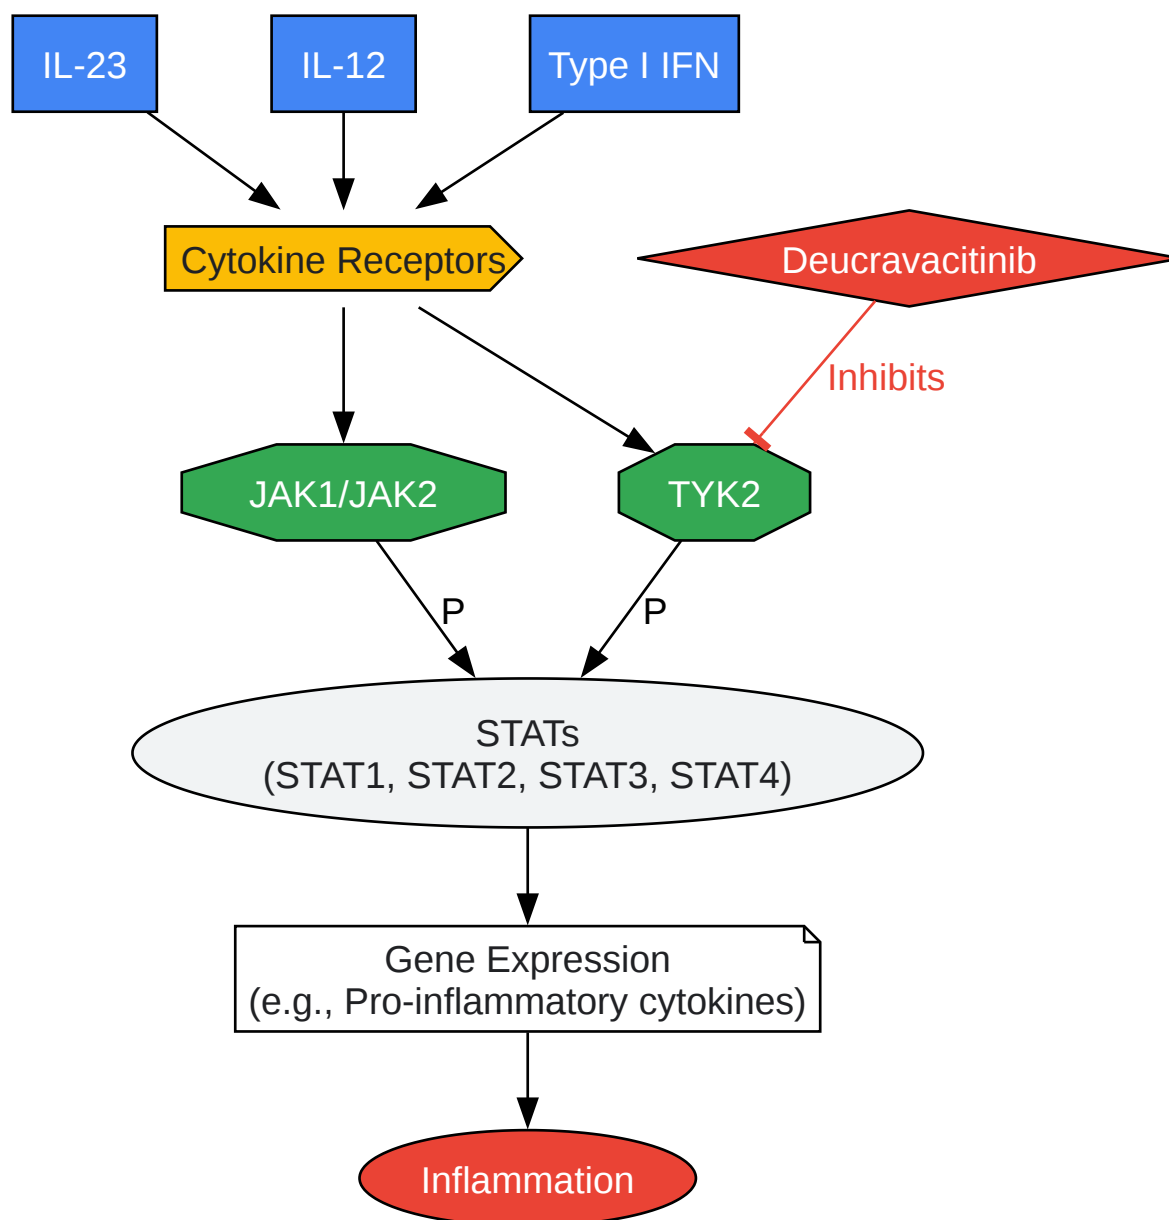 IL-23
IL-12
Type I IFN
Cytokine Receptors
Deucravacitinib
Inhibits
JAK1/JAK2
TYK2
P
P
STATs
(STAT1, STAT2, STAT3, STAT4)
Gene Expression
(e.g., Pro-inflammatory cytokines)
Inflammation